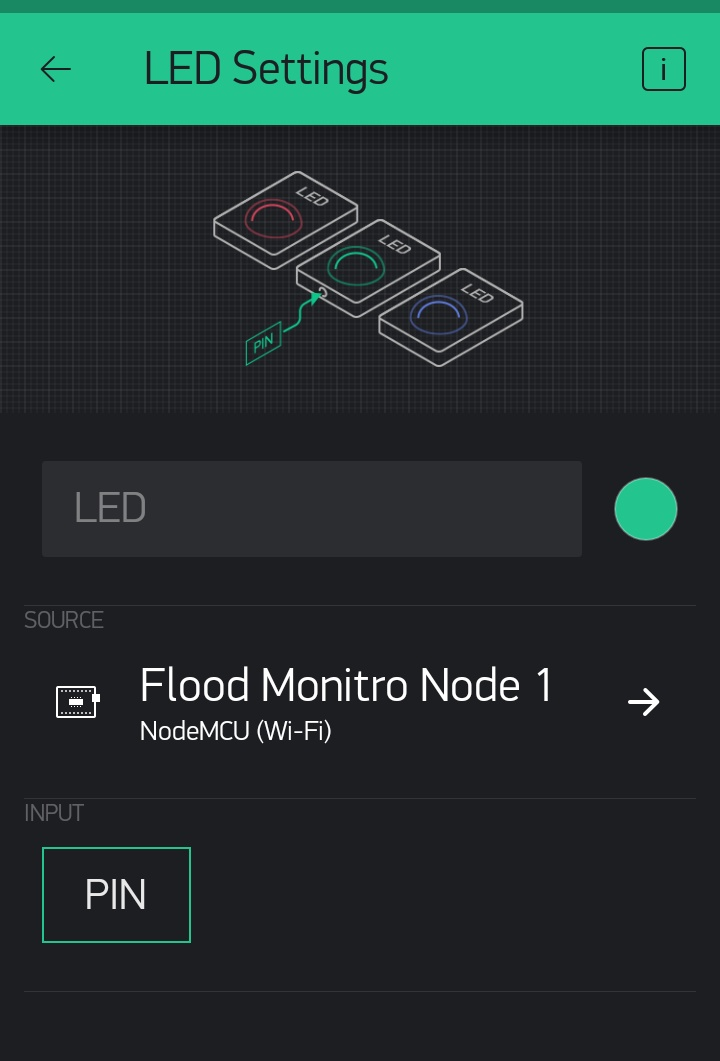 LED Settings
i
LED
LED
LED
PIN
LED
SOURCE
Flood Monitro Node 1
NodeMCU (Wi-Fi)
INPUT
PIN